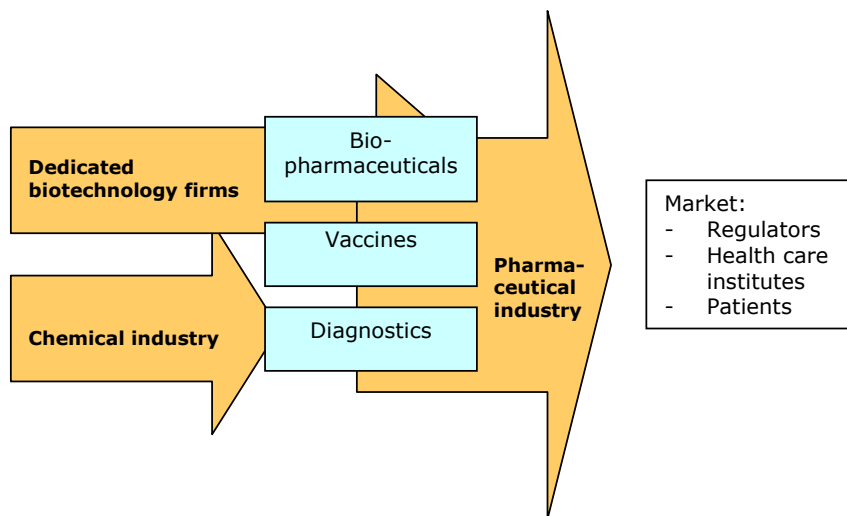 Dedicated
biotechnology firms
Chemical industry
Bio-
pharmaceuticals
Vaccines
Diagnostics
Pharma-
ceutical
industry
Market:
- Regulators
- Health care
institutes
- Patients